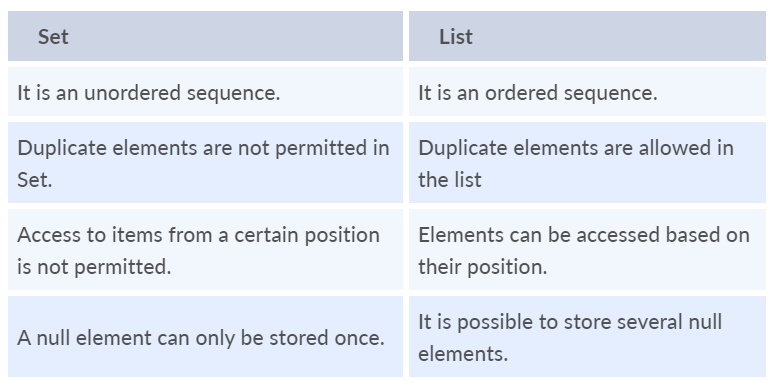 Set
List
It is an unordered sequence.
It is an ordered sequence.
Duplicate elements are not permitted in
Set.
Duplicate elements are allowed in
the list
Access to items from a certain position
is not permitted.
Elements can be accessed based on
their position.
A null element can only be stored once.
It is possible to store several null
elements.